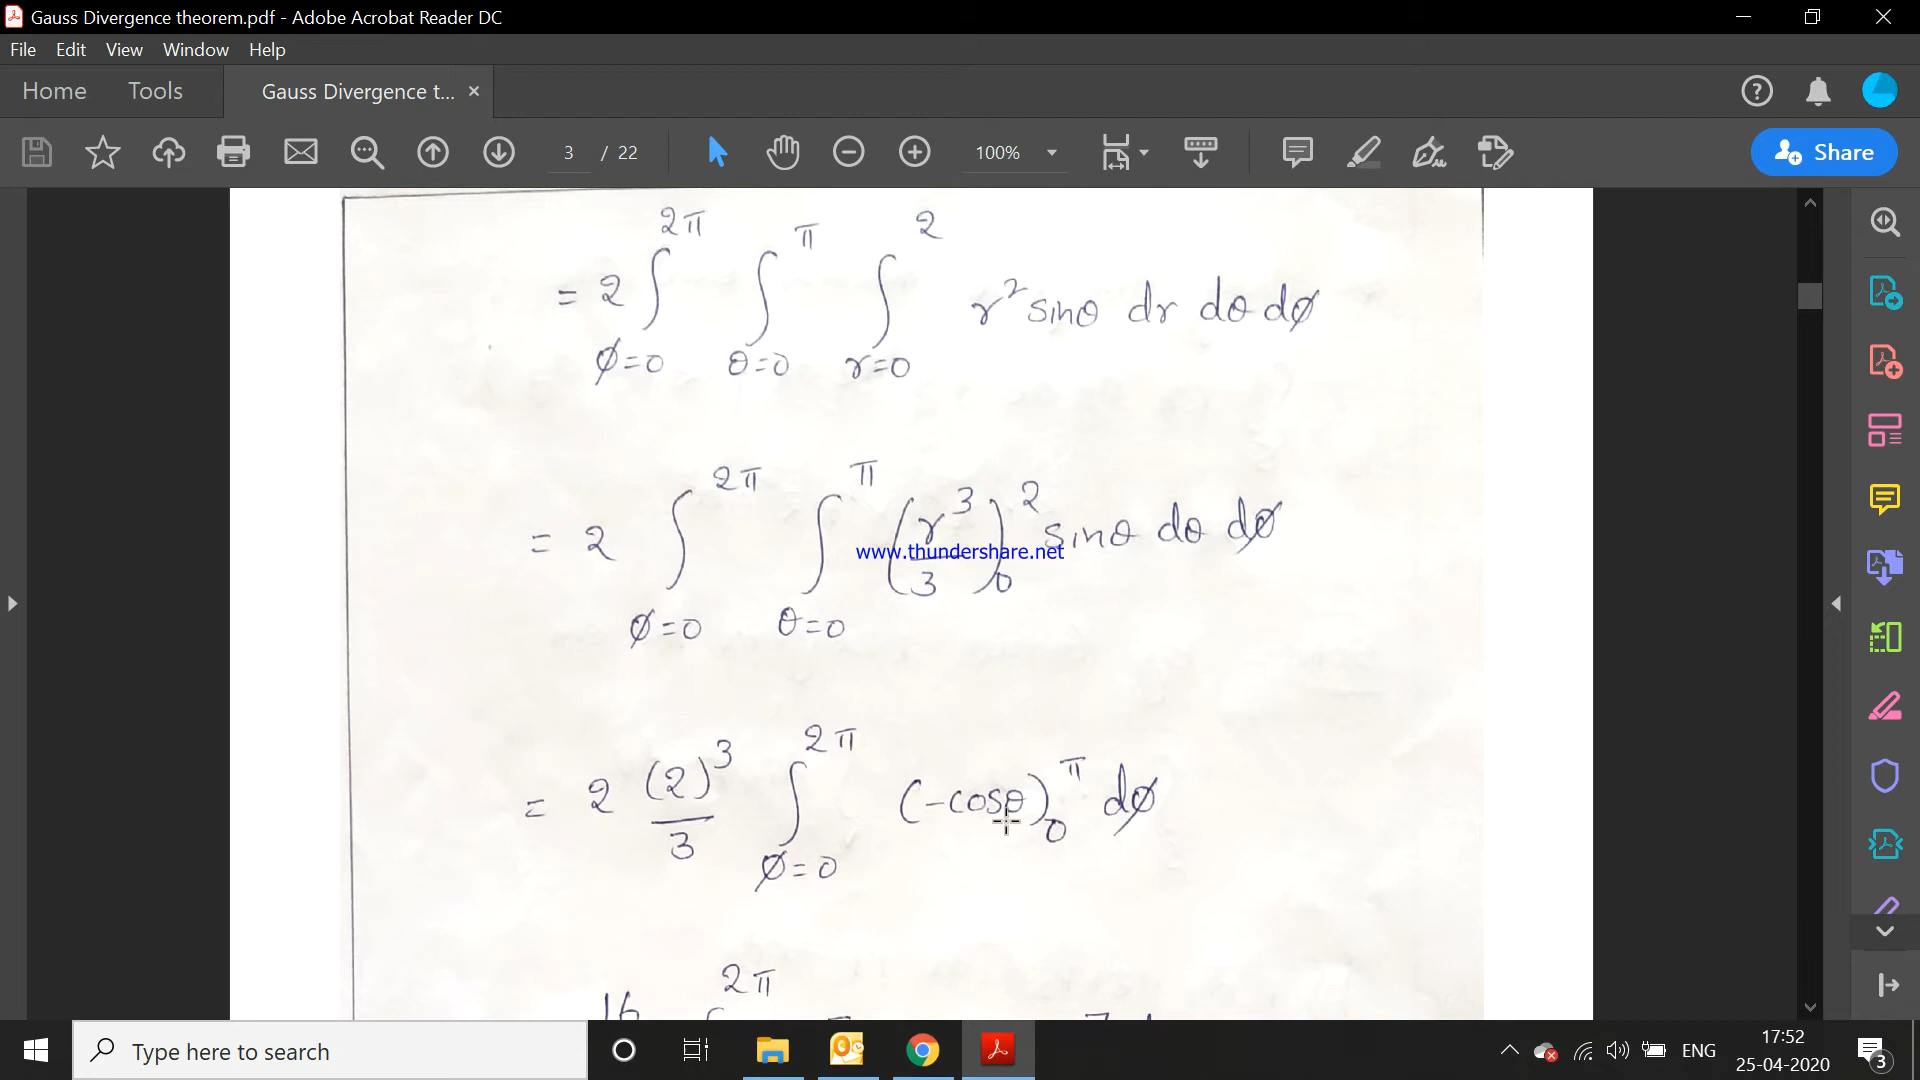 Gauss Divergence theorem.pdf - Adobe Acrobat Reader DC
File Edit View Window Help
Home Tools Gauss Divergence t... ×
3 / 22 100% Share
= 2 ∫_{ϕ=0}^{2π} ∫_{θ=0}^{π} ∫_{r=0}^{2} r² sinθ dr dθ dϕ
= 2 ∫_{ϕ=0}^{2π} ∫_{θ=0}^{π} (r³/3)_0^2 sinθ dθ dϕ
www.thundershare.net
= 2 (2)³/3 ∫_{ϕ=0}^{2π} (-cosθ)_0^π dϕ
2π
16
Type here to search
ENG
17:52
25-04-2020
3